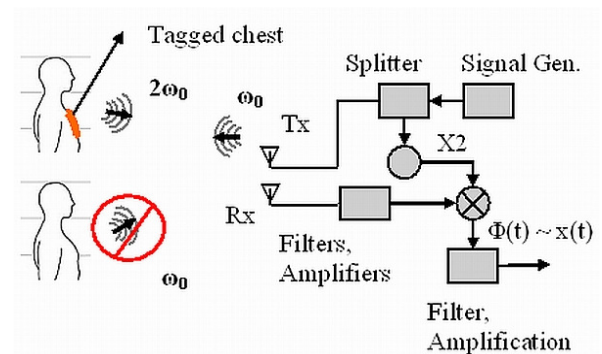 Tagged chest
2ω₀
ω₀
Tx
Splitter
Signal Gen.
X2
Rx
Filters,
Amplifiers
Φ(t) ~ x(t)
ω₀
Filter,
Amplification